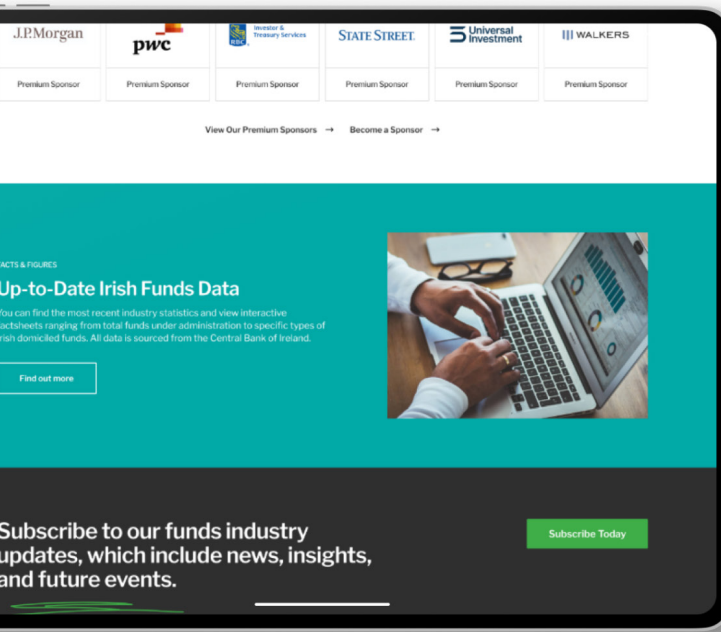 J.P.Morgan
pwc
RBC
Investor &
Treasury Services
STATE STREET.
Universal
Investment
WALKERS
Premium Sponsor
Premium Sponsor
Premium Sponsor
Premium Sponsor
Premium Sponsor
Premium Sponsor
View Our Premium Sponsors →
Become a Sponsor →
FACTS & FIGURES
Up-to-Date Irish Funds Data
You can find the most recent industry statistics and view interactive
factsheets ranging from total funds under administration to specific types of
Irish domiciled funds. All data is sourced from the Central Bank of Ireland.
Find out more
Subscribe to our funds industry
updates, which include news, insights,
and future events.
Subscribe Today